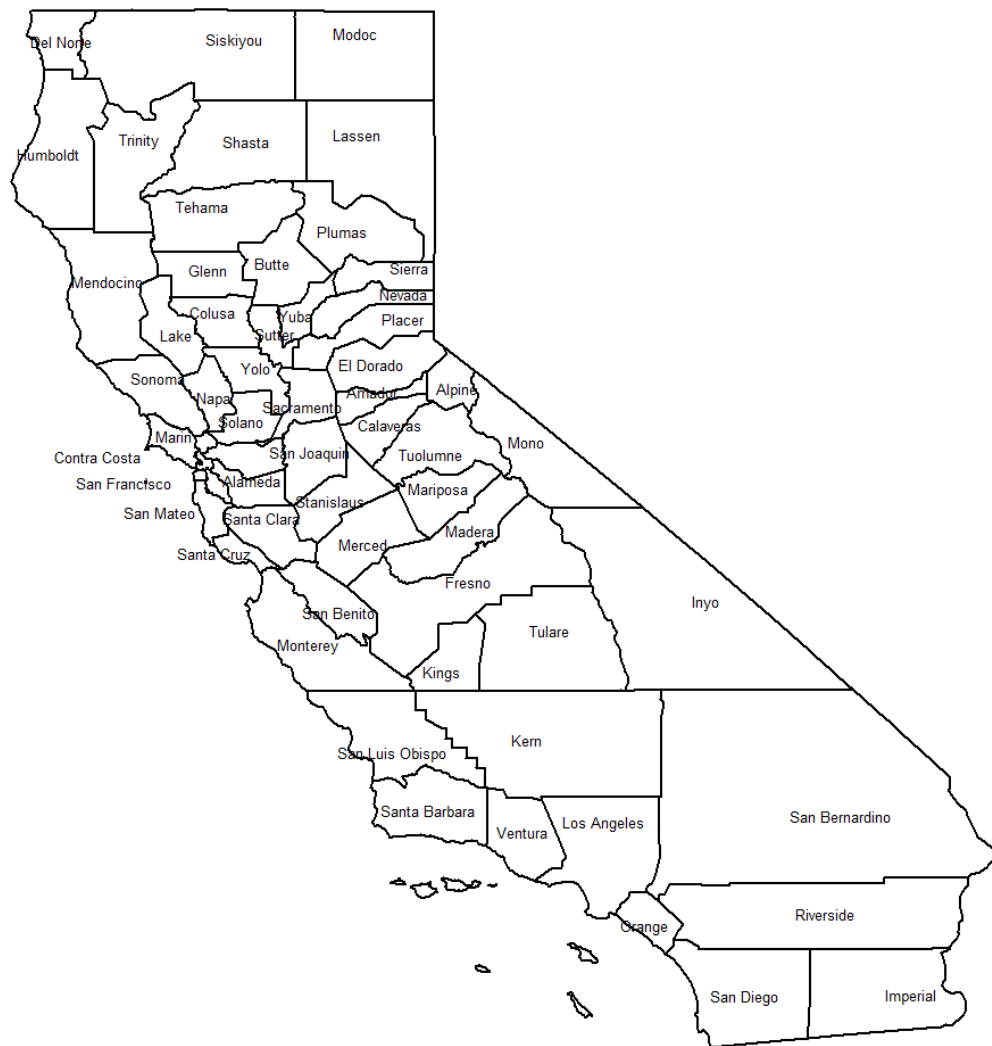 Modoc
Siskiyou
Del Norte
Lassen
Trinity
Shasta
Humboldt
Tehama
Plumas
Butte
Sierra
Glenn
Mendocino
Nevada
Colusa
Yuba
Placer
Sutter
Lake
El Dorado
Yolo
Sonoma
Alpine
Amador
Napa
Sacramento
Solano
Calaveras
Marin
Mono
San Joaquin
Tuolumne
Contra Costa
Alameda
San Francisco
Mariposa
Stanislaus
San Mateo
Santa Clara
Madera
Merced
Santa Cruz
Fresno
Inyo
San Benito
Tulare
Monterey
Kings
Kern
San Luis Obispo
Santa Barbara
San Bernardino
Los Angeles
Ventura
Riverside
Orange
Imperial
San Diego